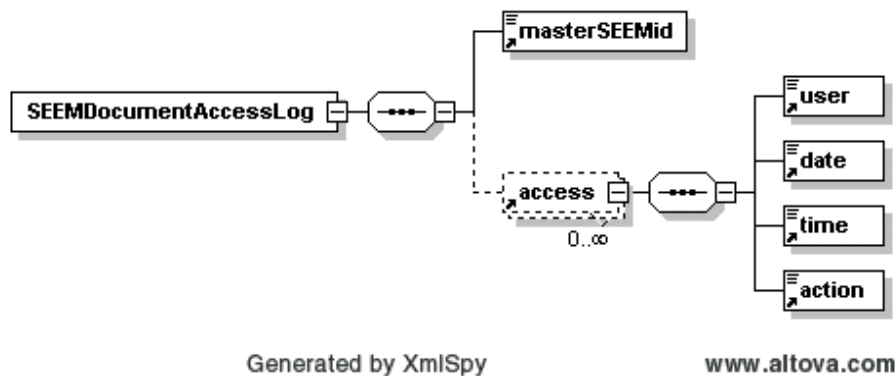 masterSEEMid
SEEMDocumentAccessLog
user
date
access
0..∞
time
action
Generated by XmlSpy www.altova.com